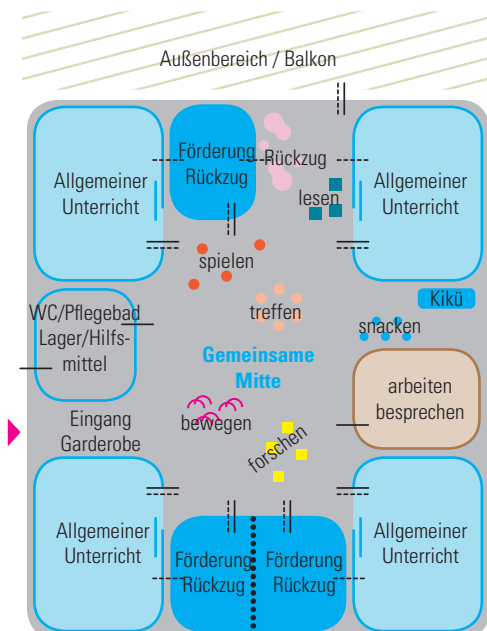 Außenbereich / Balkon
Allgemeiner
Unterricht
Förderung
Rückzug
Rückzug
lesen
Allgemeiner
Unterricht
spielen
WC/Pflegebad
Lager/Hilfs-
mittel
treffen
Kikü
snacken
Gemeinsame
Mitte
arbeiten
besprechen
Eingang
Garderobe
bewegen
forschen
Allgemeiner
Unterricht
Förderung
Rückzug
Förderung
Rückzug
Allgemeiner
Unterricht